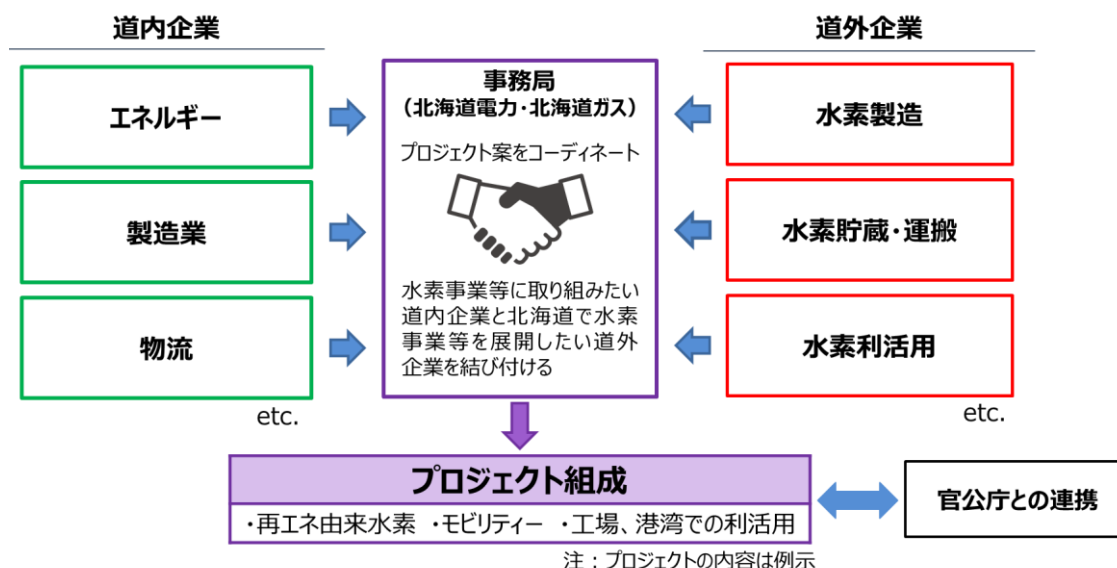 道内企業
エネルギー
製造業
物流
etc.
事務局
（北海道電力・北海道ガス）
プロジェクト案をコーディネート
水素事業等に取り組みたい
道内企業と北海道で水素
事業等を展開したい道外
企業を結び付ける
道外企業
水素製造
水素貯蔵・運搬
水素利活用
etc.
プロジェクト組成
・再エネ由来水素 ・モビリティー ・工場、港湾での利活用
注：プロジェクトの内容は例示
官公庁との連携